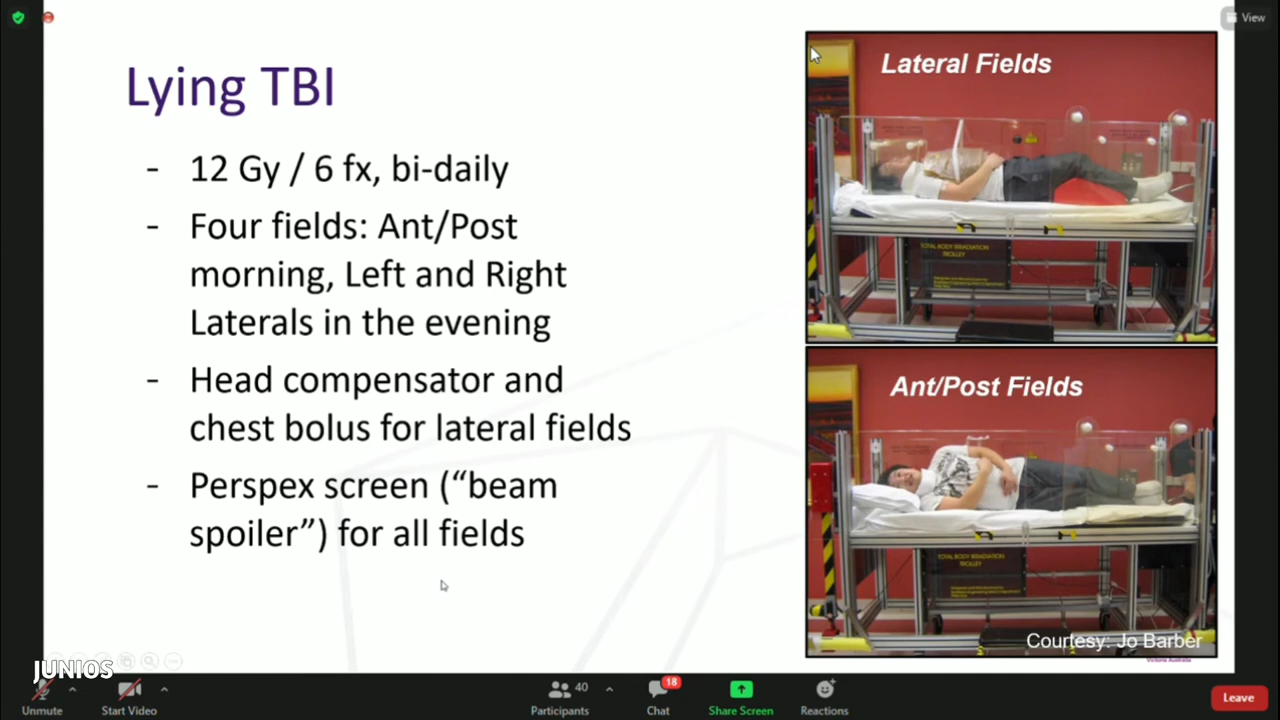 View
Lying TBI
- 12 Gy / 6 fx, bi-daily
- Four fields: Ant/Post
morning, Left and Right
Laterals in the evening
- Head compensator and
chest bolus for lateral fields
- Perspex screen (“beam
spoiler”) for all fields
Lateral Fields
TOTAL BODY IRRADIATION
TROLLEY
Ant/Post Fields
TOTAL BODY IRRADIATION
TROLLEY
Courtesy: Jo Barber
Victoria Australia
JUNIOS
Unmute
Start Video
40
Participants
18
Chat
Share Screen
Reactions
Leave